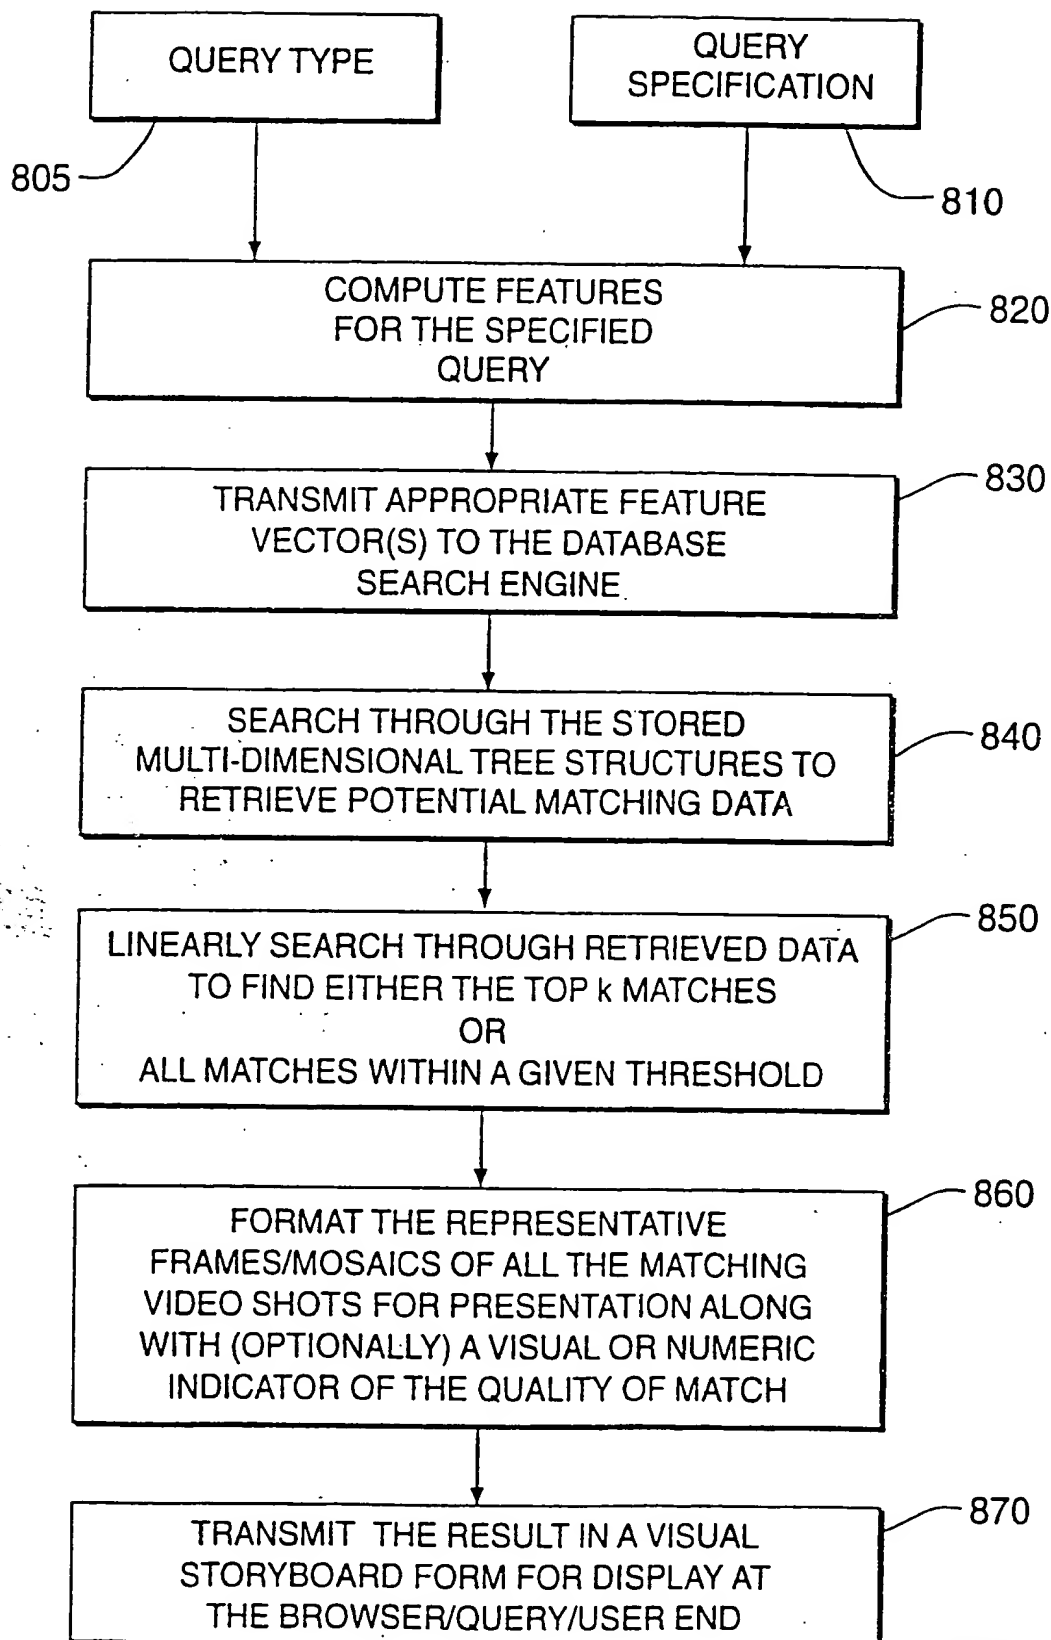 QUERY TYPE
QUERY
SPECIFICATION
805
810
COMPUTE FEATURES
FOR THE SPECIFIED
QUERY
820
TRANSMIT APPROPRIATE FEATURE
VECTOR(S) TO THE DATABASE
SEARCH ENGINE
830
SEARCH THROUGH THE STORED
MULTI-DIMENSIONAL TREE STRUCTURES TO
RETRIEVE POTENTIAL MATCHING DATA
840
LINEARLY SEARCH THROUGH RETRIEVED DATA
TO FIND EITHER THE TOP k MATCHES
OR
ALL MATCHES WITHIN A GIVEN THRESHOLD
850
FORMAT THE REPRESENTATIVE
FRAMES/MOSAICS OF ALL THE MATCHING
VIDEO SHOTS FOR PRESENTATION ALONG
WITH (OPTIONALLY) A VISUAL OR NUMERIC
INDICATOR OF THE QUALITY OF MATCH
860
TRANSMIT THE RESULT IN A VISUAL
STORYBOARD FORM FOR DISPLAY AT
THE BROWSER/QUERY/USER END
870